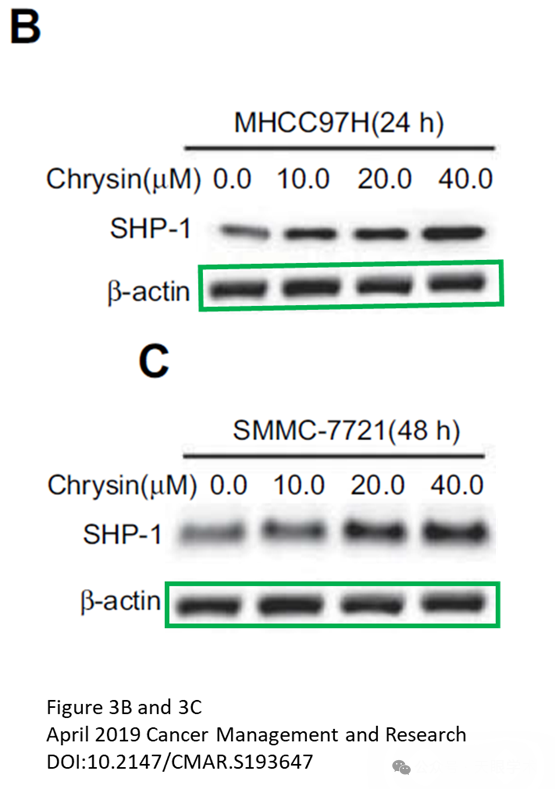 B
MHCC97H(24 h)
Chrysin(μM) 0.0 10.0 20.0 40.0
SHP-1
β-actin
C
SMMC-7721(48 h)
Chrysin(μM) 0.0 10.0 20.0 40.0
SHP-1
β-actin
Figure 3B and 3C
April 2019 Cancer Management and Research
DOI:10.2147/CMAR.S193647